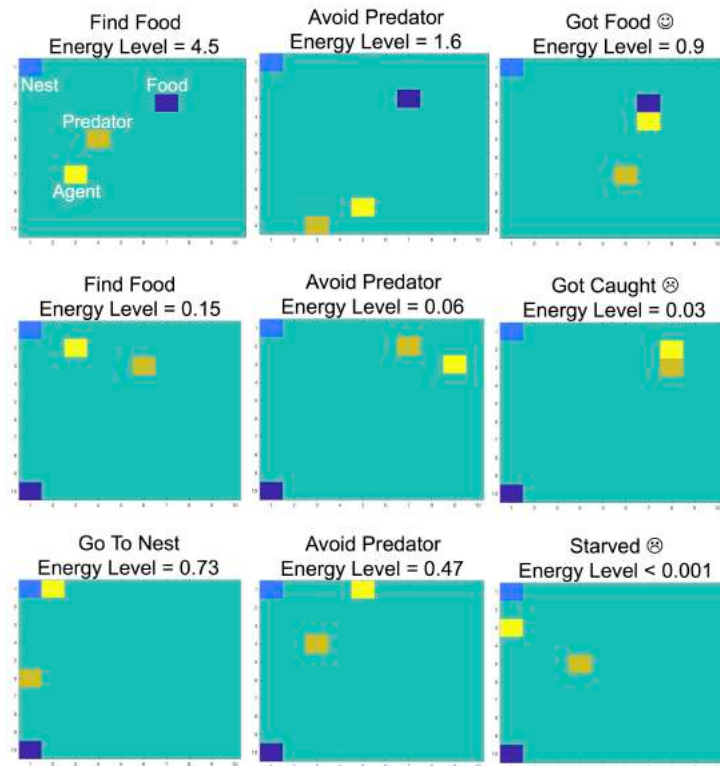 Find Food
Energy Level = 4.5
Avoid Predator
Energy Level = 1.6
Got Food ☺
Energy Level = 0.9
Nest
Food
Predator
Agent
Find Food
Energy Level = 0.15
Avoid Predator
Energy Level = 0.06
Got Caught ☹
Energy Level = 0.03
Go To Nest
Energy Level = 0.73
Avoid Predator
Energy Level = 0.47
Starved ☹
Energy Level < 0.001